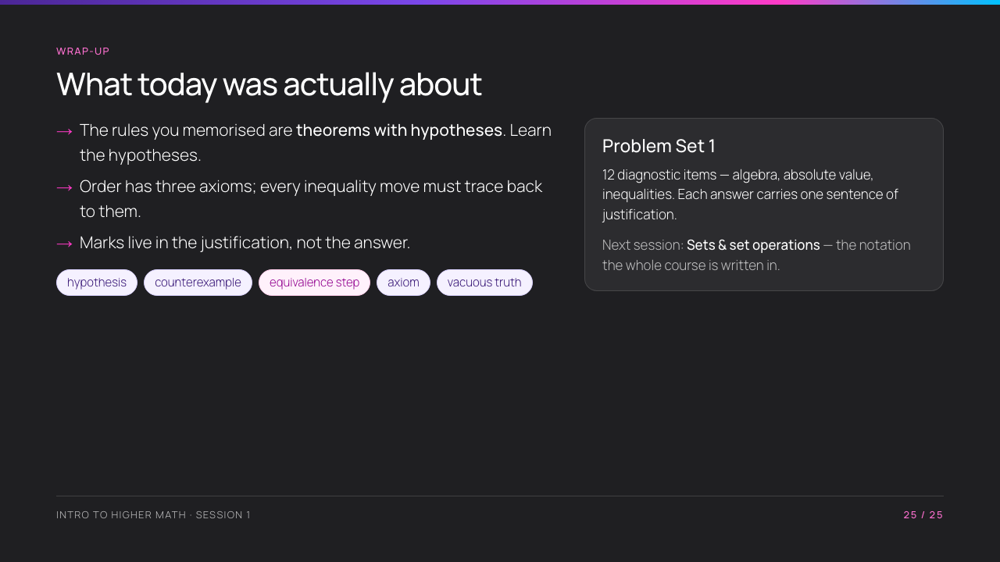 WRAP-UP
What today was actually about
→ The rules you memorised are theorems with hypotheses. Learn
the hypotheses.
→ Order has three axioms; every inequality move must trace back
to them.
→ Marks live in the justification, not the answer.
hypothesis counterexample equivalence step axiom vacuous truth
Problem Set 1
12 diagnostic items — algebra, absolute value,
inequalities. Each answer carries one sentence of
justification.
Next session: Sets & set operations — the notation
the whole course is written in.
INTRO TO HIGHER MATH · SESSION 1
25 / 25